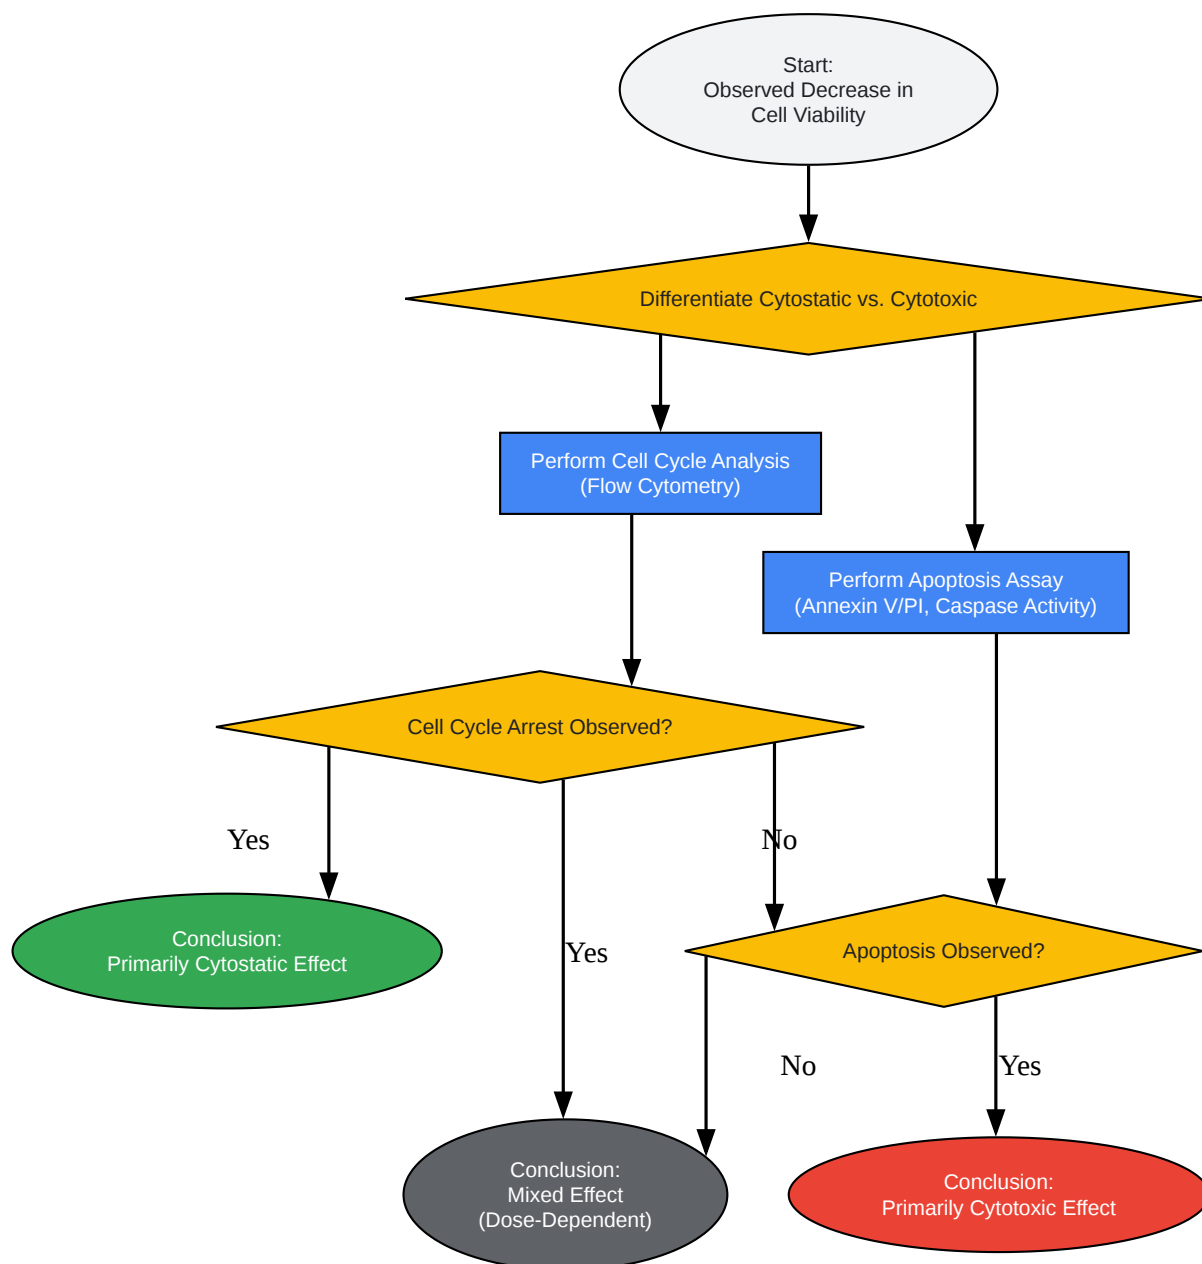 Start:
Observed Decrease in
Cell Viability
Differentiate Cytostatic vs. Cytotoxic
Perform Cell Cycle Analysis
(Flow Cytometry)
Perform Apoptosis Assay
(Annexin V/PI, Caspase Activity)
Cell Cycle Arrest Observed?
Yes
No
Conclusion:
Primarily Cytostatic Effect
Yes
Apoptosis Observed?
No
Yes
Conclusion:
Mixed Effect
(Dose-Dependent)
Conclusion:
Primarily Cytotoxic Effect